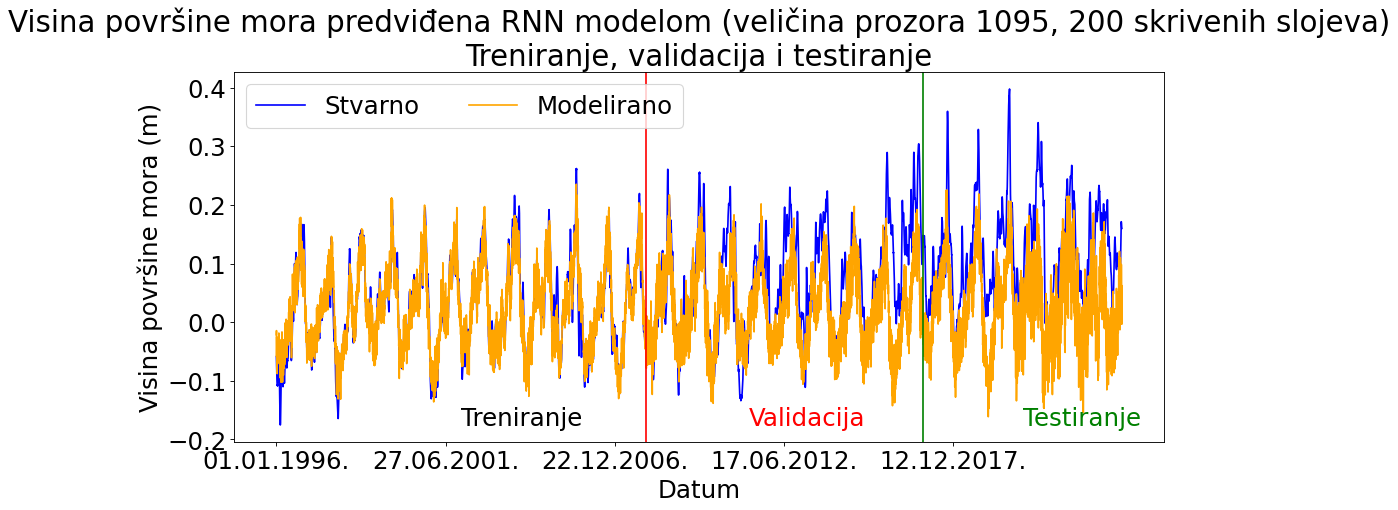 Visina površine mora predviđena RNN modelom (veličina prozora 1095, 200 skrivenih slojeva)
Treniranje, validacija i testiranje
Stvarno Modelirano
Visina površine mora (m)
0.4
0.3
0.2
0.1
0.0
−0.1
−0.2
Treniranje Validacija Testiranje
01.01.1996. 27.06.2001. 22.12.2006. 17.06.2012. 12.12.2017.
Datum